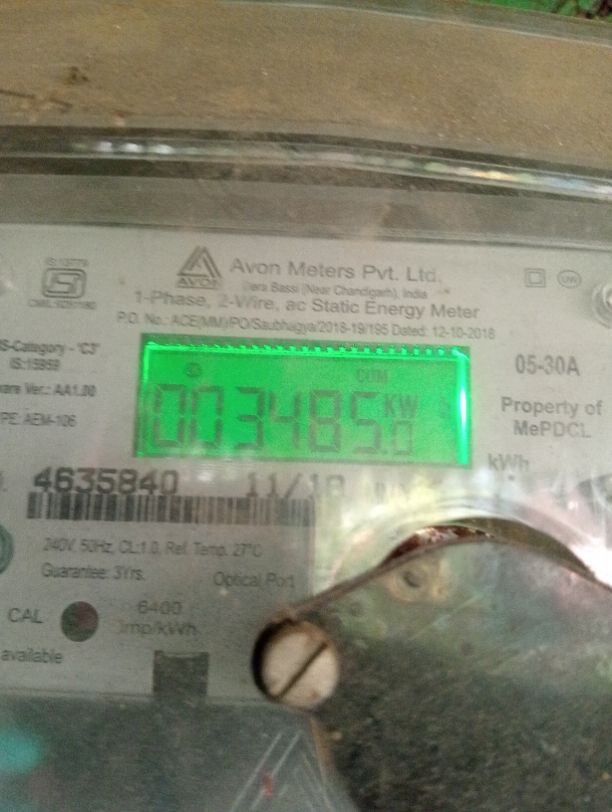 IS:13779
AVON
Avon Meters Pvt. Ltd.
Dera Bassi (Near Chandigarh), India
1-Phase, 2-Wire, ac Static Energy Meter
P.O. No.: ACE(MM)/PO/Saubhagya/2018-19/195 Dated: 12-10-2018
S-Category - 'C3'
IS:15959
ware Ver.: AA1.00
YPE: AEM-106
CUM
003485.0 KW
05-30A
Property of
MePDCL
kWh
4635840 11/18
240V, 50Hz, CL:1.0, Ref. Temp. 27°C
Guarantee: 3Yrs. Optical Port
CAL
6400
imp/kWh
available